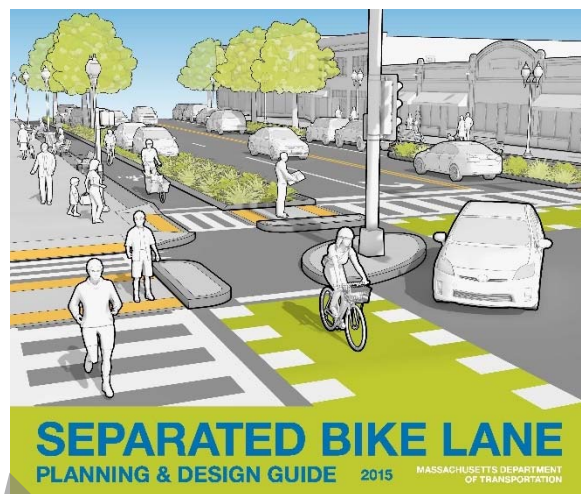 SEPARATED BIKE LANE
PLANNING & DESIGN GUIDE 2015 MASSACHUSETTS DEPARTMENT
OF TRANSPORTATION